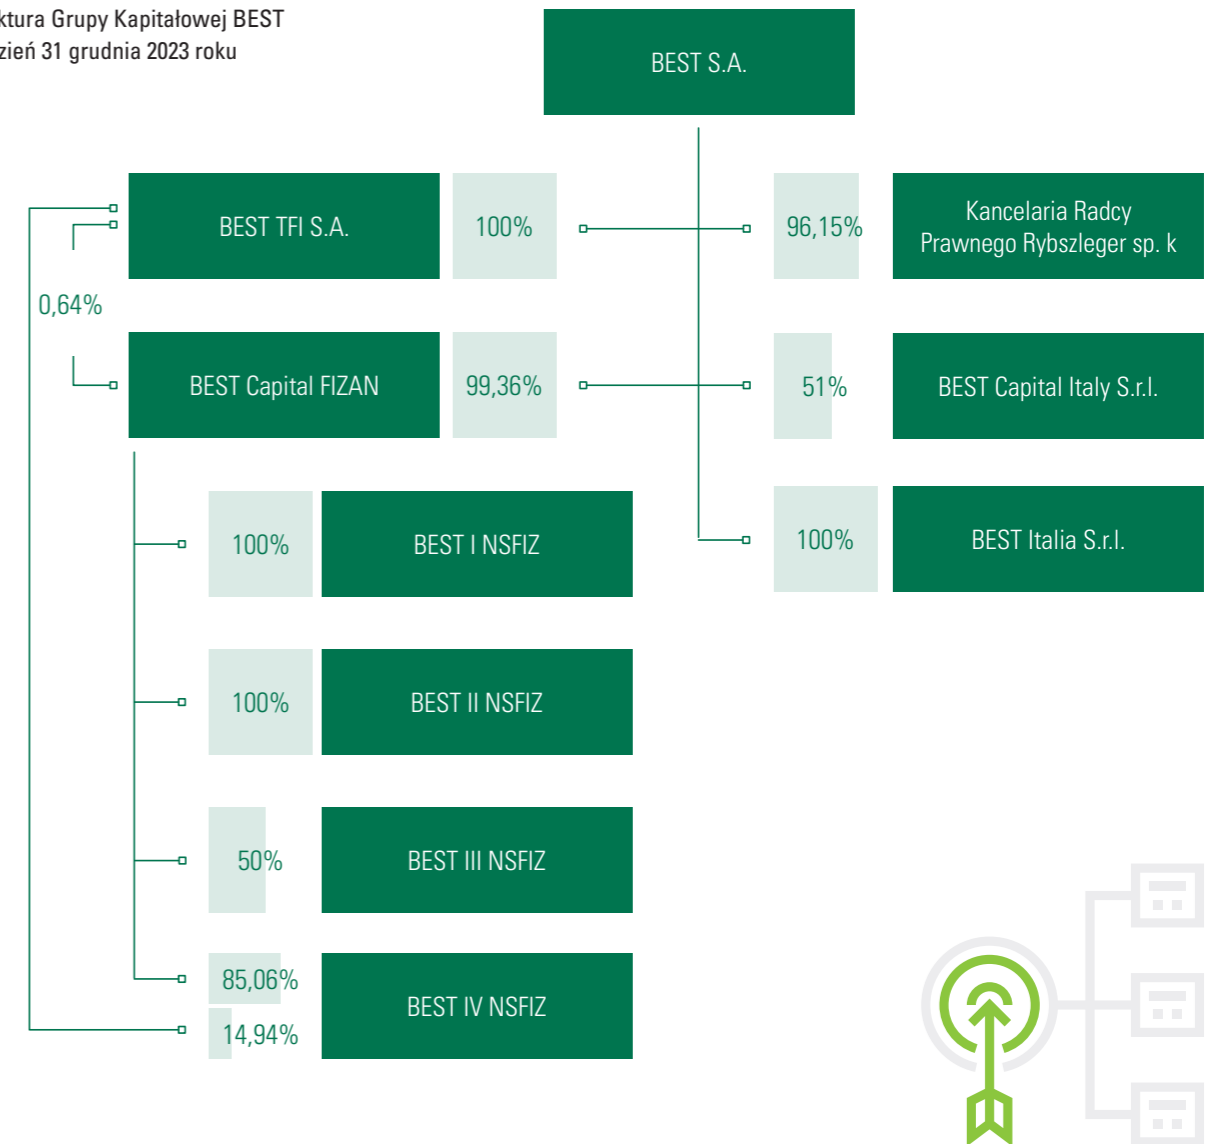 ktura Grupy Kapitałowej BEST
zień 31 grudnia 2023 roku
BEST S.A.
BEST TFI S.A.
100%
96,15%
Kancelaria Radcy
Prawnego Rybszleger sp. k
0,64%
BEST Capital FIZAN
99,36%
51%
BEST Capital Italy S.r.l.
100%
BEST I NSFIZ
100%
BEST Italia S.r.l.
100%
BEST II NSFIZ
50%
BEST III NSFIZ
85,06%
14,94%
BEST IV NSFIZ